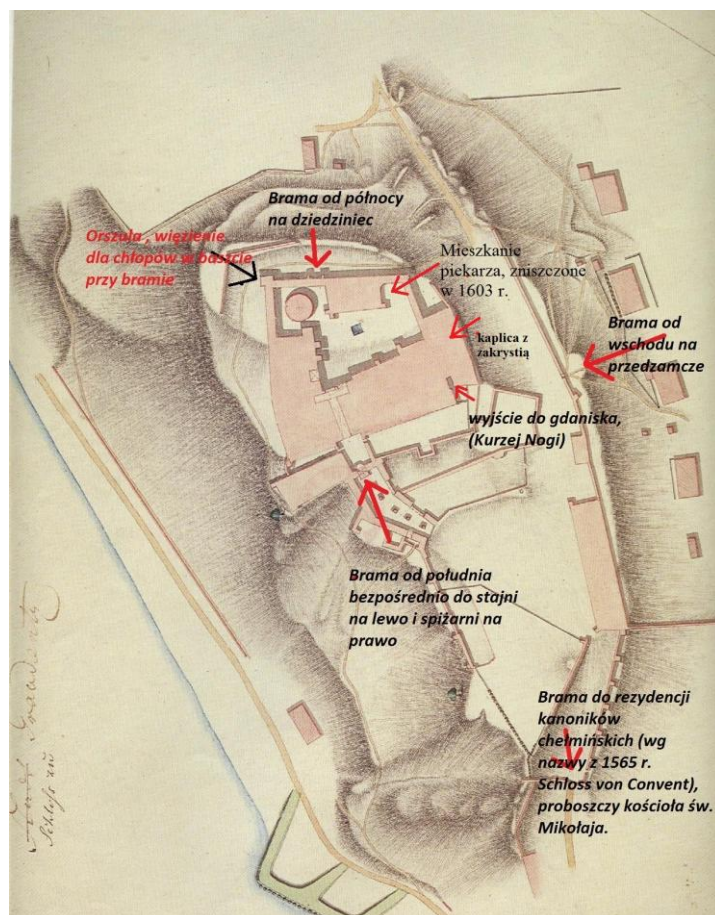 Brama od północy
na dziedziniec
Orszula , więzienie
dla chłopów w baszcie
przy bramie
Mieszkanie
piekarza, zniszczone
w 1603 r.
kaplica z
zakrystią
Brama od
wschodu na
przedzamcze
wyjście do gdaniska,
(Kurzej Nogi)
Brama od południa
bezpośrednio do stajni
na lewo i spiżarni na
prawo
Brama do rezydencji
kanoników
chełmińskich (wg
nazwy z 1565 r.
Schloss von Convent),
proboszczy kościoła św.
Mikołaja.
Schloss zu